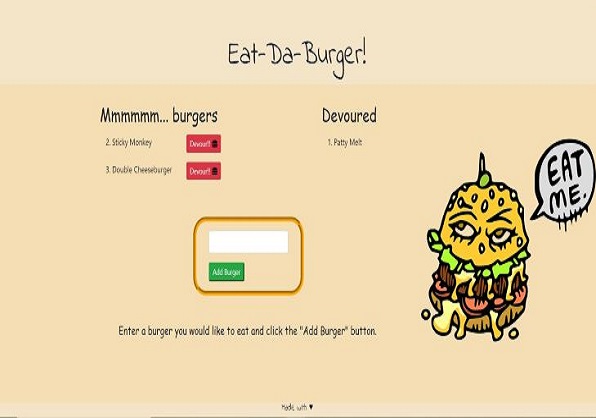 Eat-Da-Burger!
Mmmmmm... burgers
2. Sticky Monkey Devour!!
3. Double Cheeseburger Devour!!
Devoured
1. Patty Melt
EAT
ME.
Add Burger
Enter a burger you would like to eat and click the "Add Burger" button.
Made with ♥